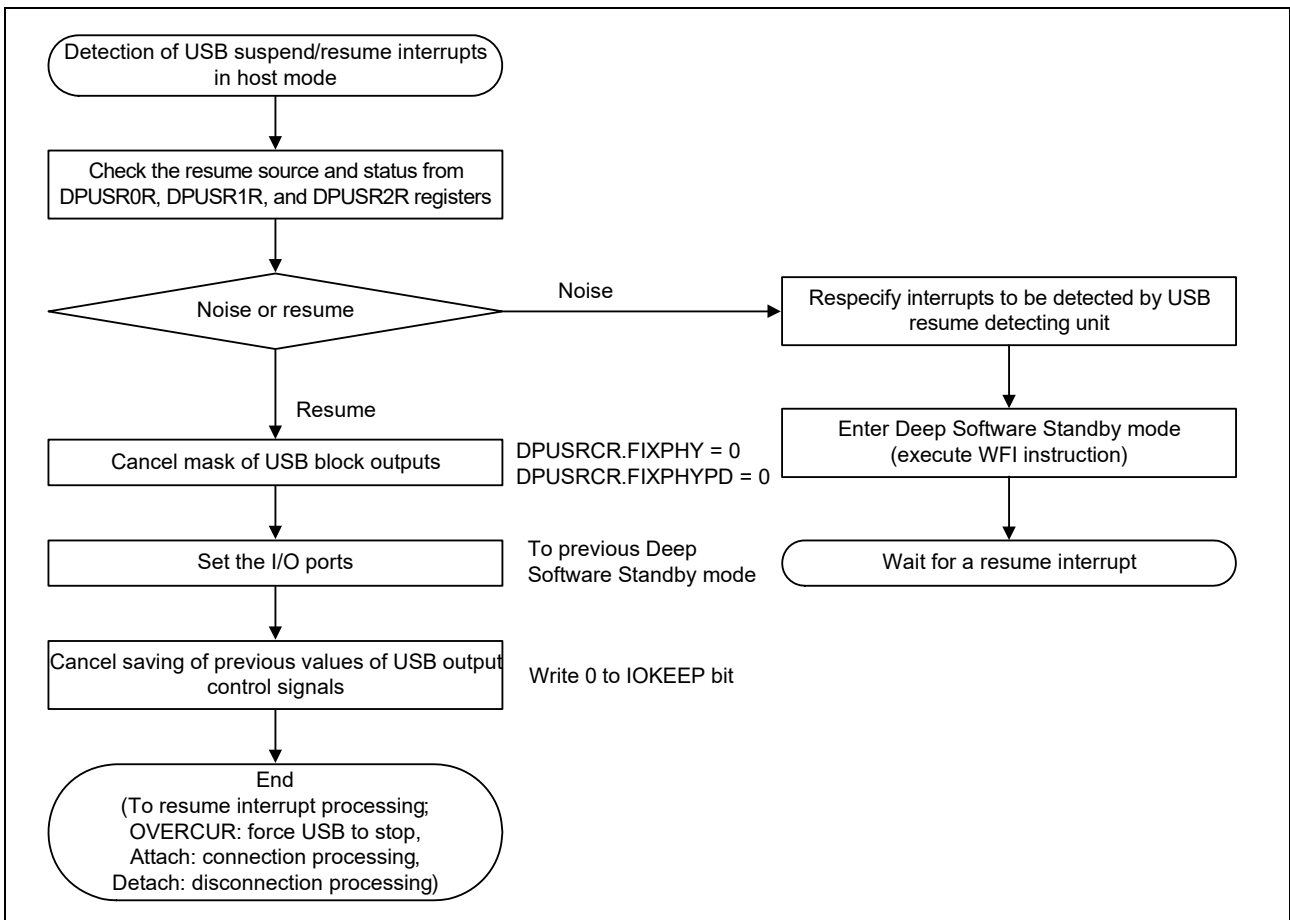 Detection of USB suspend/resume interrupts
in host mode
Check the resume source and status from
DPUSR0R, DPUSR1R, and DPUSR2R registers
Noise or resume
Noise
Respecify interrupts to be detected by USB
resume detecting unit
Enter Deep Software Standby mode
(execute WFI instruction)
Wait for a resume interrupt
Resume
Cancel mask of USB block outputs
DPUSRCR.FIXPHY = 0
DPUSRCR.FIXPHYPD = 0
Set the I/O ports
To previous Deep
Software Standby mode
Cancel saving of previous values of USB output
control signals
Write 0 to IOKEEP bit
End
(To resume interrupt processing;
OVERCUR: force USB to stop,
Attach: connection processing,
Detach: disconnection processing)